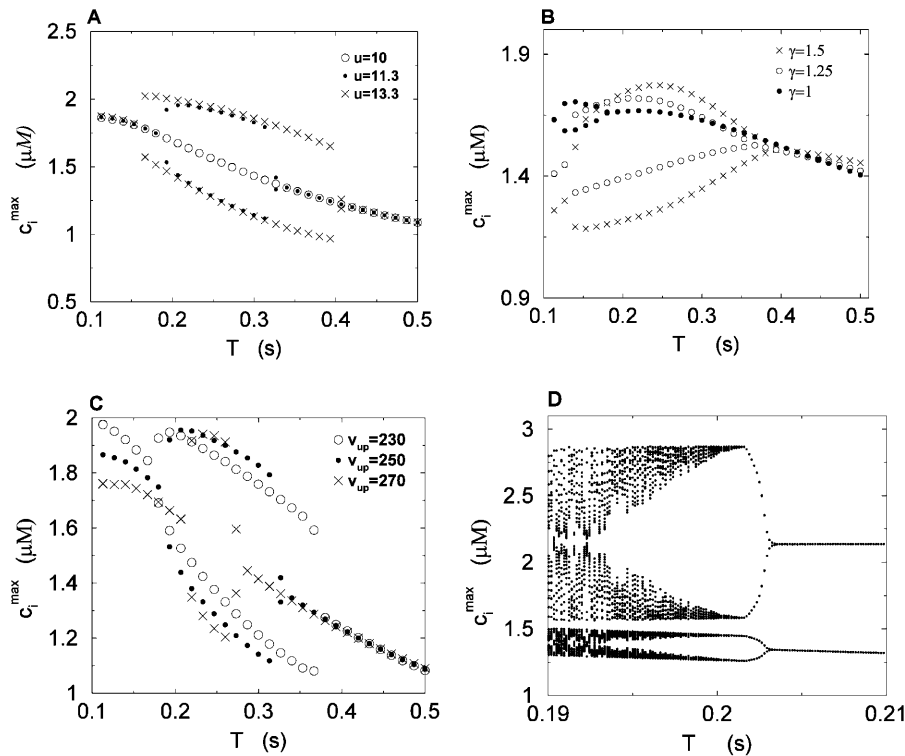 A
2.5
2
1.5
1
0.5
c_i^max (μM)
u=10
u=11.3
u=13.3
0.1 0.2 0.3 0.4 0.5
T (s)
B
1.9
1.4
0.9
c_i^max (μM)
γ=1.5
γ=1.25
γ=1
0.1 0.2 0.3 0.4 0.5
T (s)
C
2
1.8
1.6
1.4
1.2
1
c_i^max (μM)
v_up=230
v_up=250
v_up=270
0.1 0.2 0.3 0.4 0.5
T (s)
D
3
2.5
2
1.5
1
c_i^max (μM)
0.19 0.2 0.21
T (s)